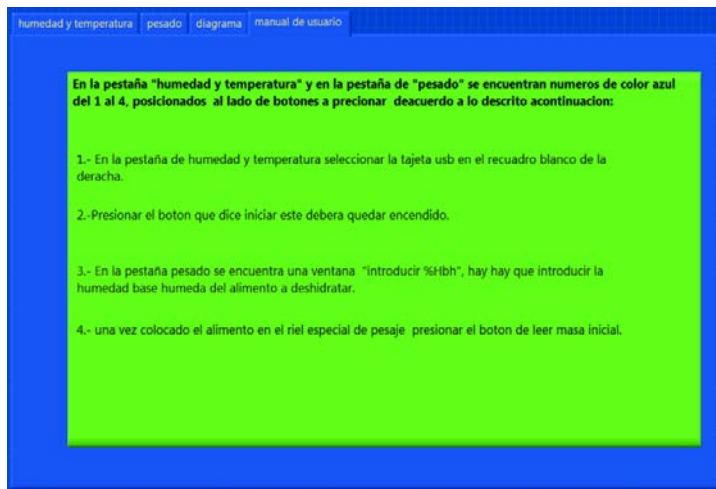 humedad y temperatura pesado diagrama manual de usuario
En la pestaña "humedad y temperatura" y en la pestaña de "pesado" se encuentran numeros de color azul
del 1 al 4, posicionados al lado de botones a precionar deacuerdo a lo descrito acontinuacion:
1.- En la pestaña de humedad y temperatura seleccionar la tajeta usb en el recuadro blanco de la
deracha.
2.-Presionar el boton que dice iniciar este debera quedar encendido.
3.- En la pestaña pesado se encuentra una ventana "introducir %Hbh", hay hay que introducir la
humedad base humeda del alimento a deshidratar.
4.- una vez colocado el alimento en el riel especial de pesaje presionar el boton de leer masa inicial.